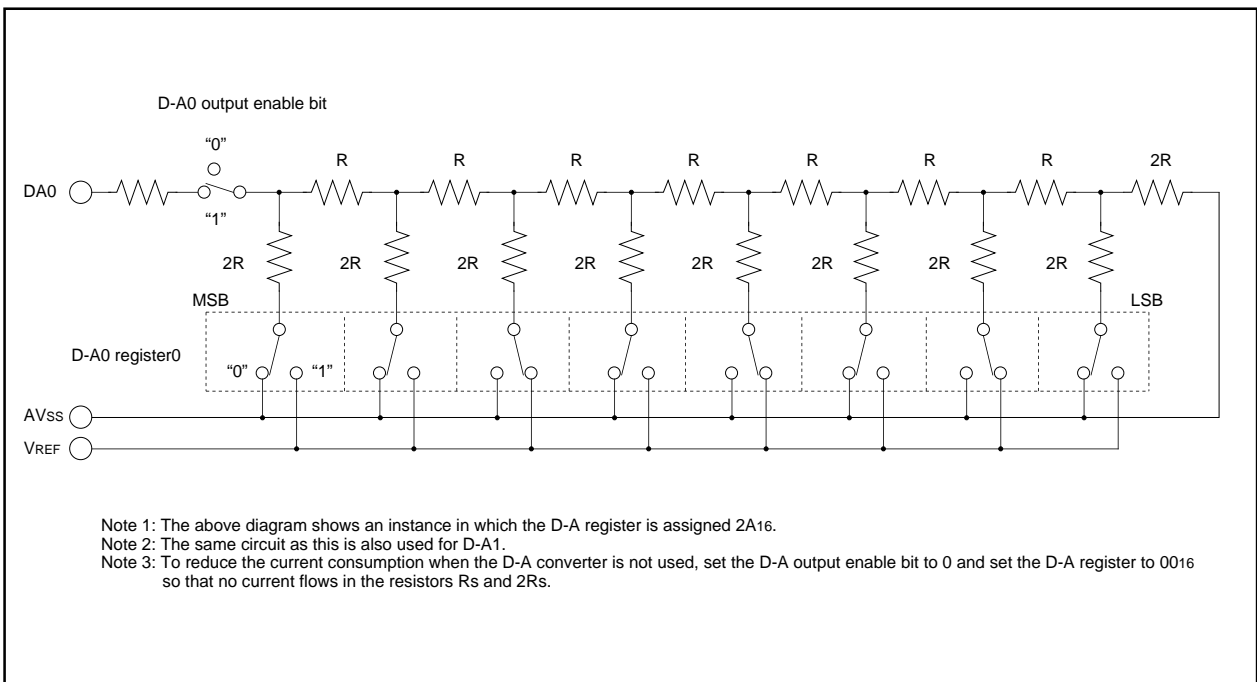 D-A0 output enable bit
“0”
R R R R R R R 2R
DA0
“1”
2R 2R 2R 2R 2R 2R 2R 2R
MSB LSB
D-A0 register0
“0” “1”
AVSS
VREF
Note 1: The above diagram shows an instance in which the D-A register is assigned 2A16.
Note 2: The same circuit as this is also used for D-A1.
Note 3: To reduce the current consumption when the D-A converter is not used, set the D-A output enable bit to 0 and set the D-A register to 0016
so that no current flows in the resistors Rs and 2Rs.